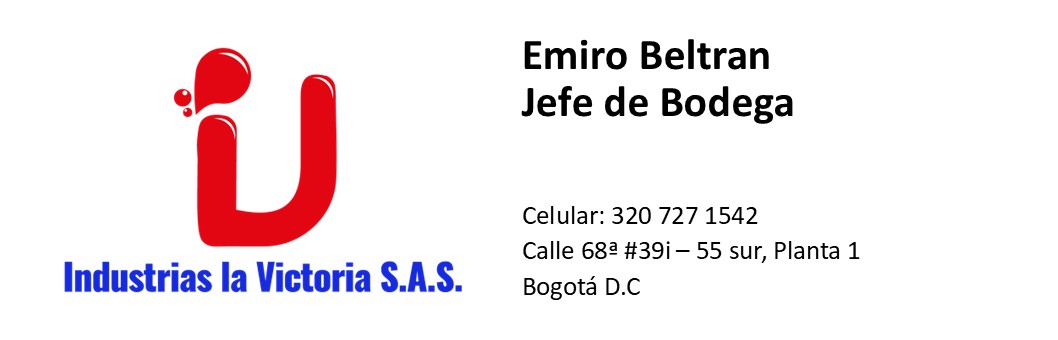 Emiro Beltran
Jefe de Bodega
Celular: 320 727 1542
Calle 68ª #39i – 55 sur, Planta 1
Bogotá D.C
Industrias la Victoria S.A.S.